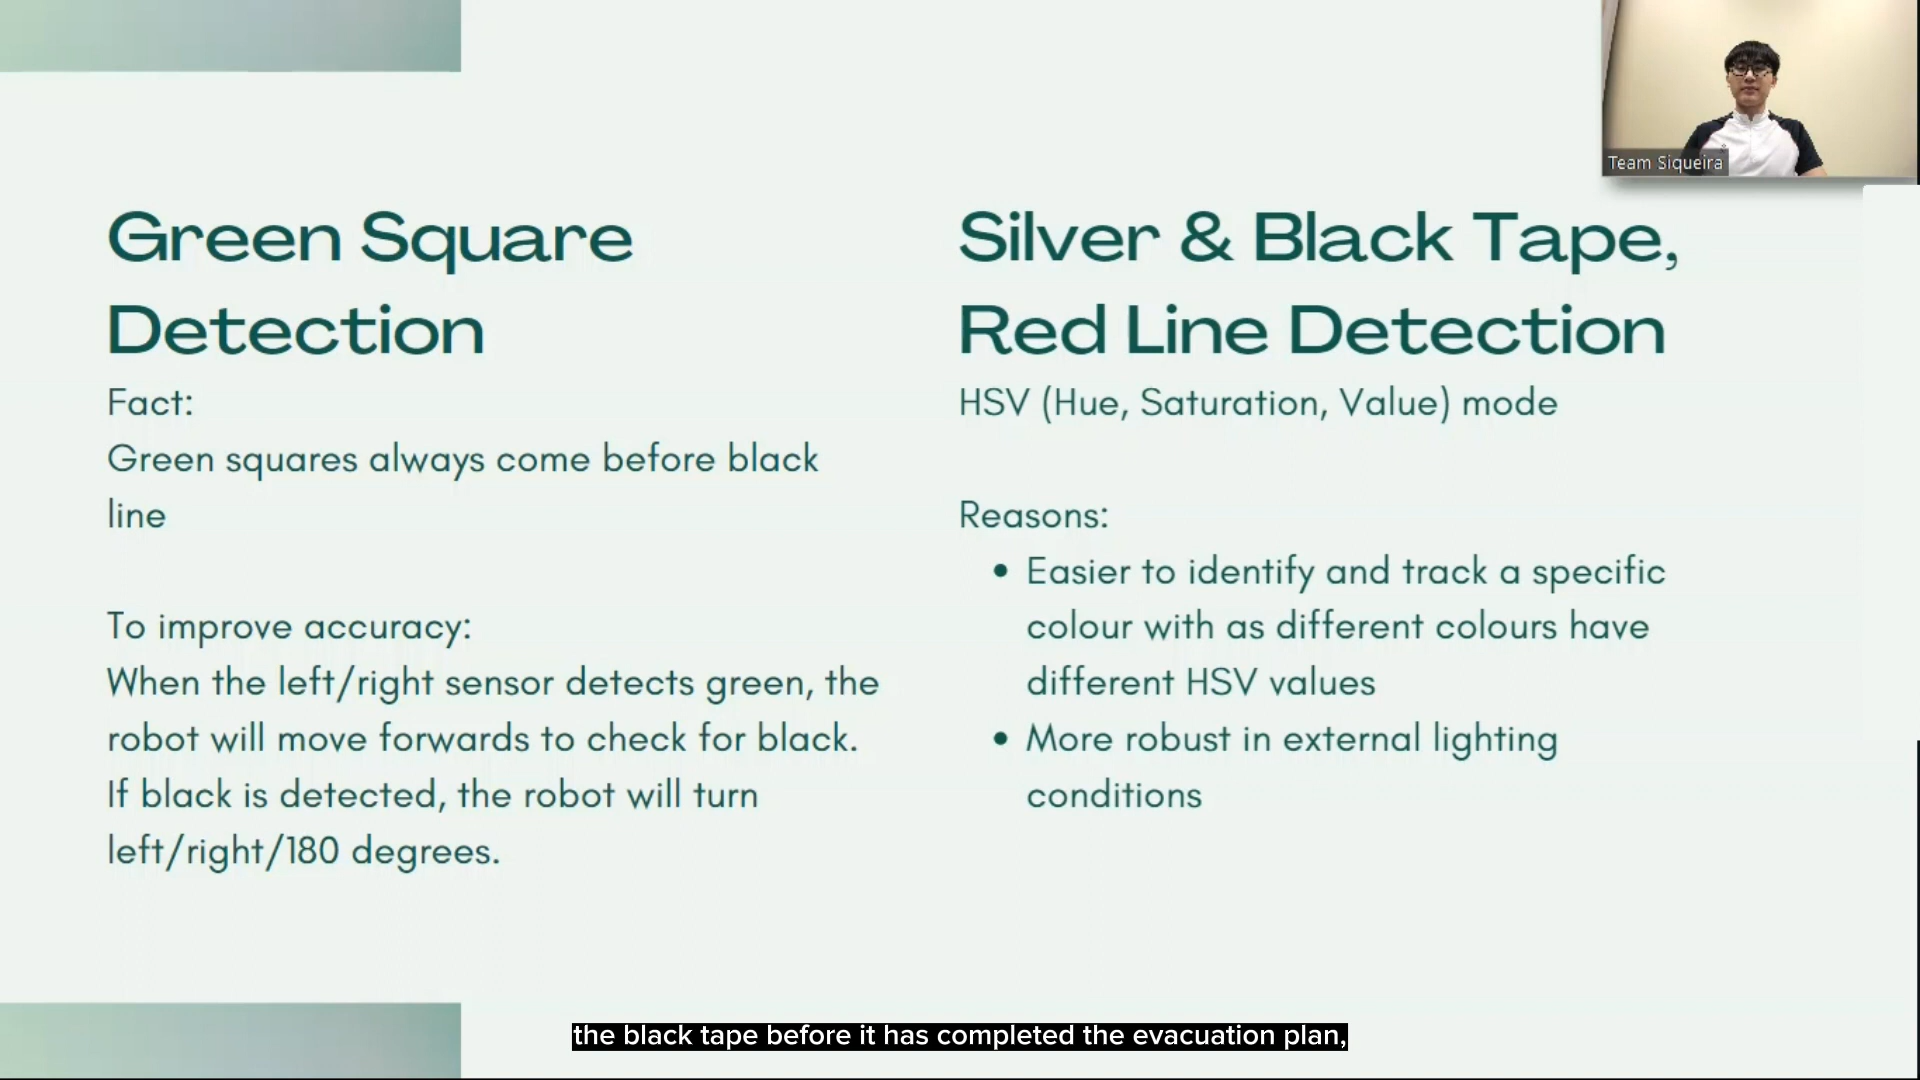 Team Siqueira
Green Square
Detection
Fact:
Green squares always come before black
line
To improve accuracy:
When the left/right sensor detects green, the
robot will move forwards to check for black.
If black is detected, the robot will turn
left/right/180 degrees.
Silver & Black Tape,
Red Line Detection
HSV (Hue, Saturation, Value) mode
Reasons:
• Easier to identify and track a specific
colour with as different colours have
different HSV values
• More robust in external lighting
conditions
the black tape before it has completed the evacuation plan,